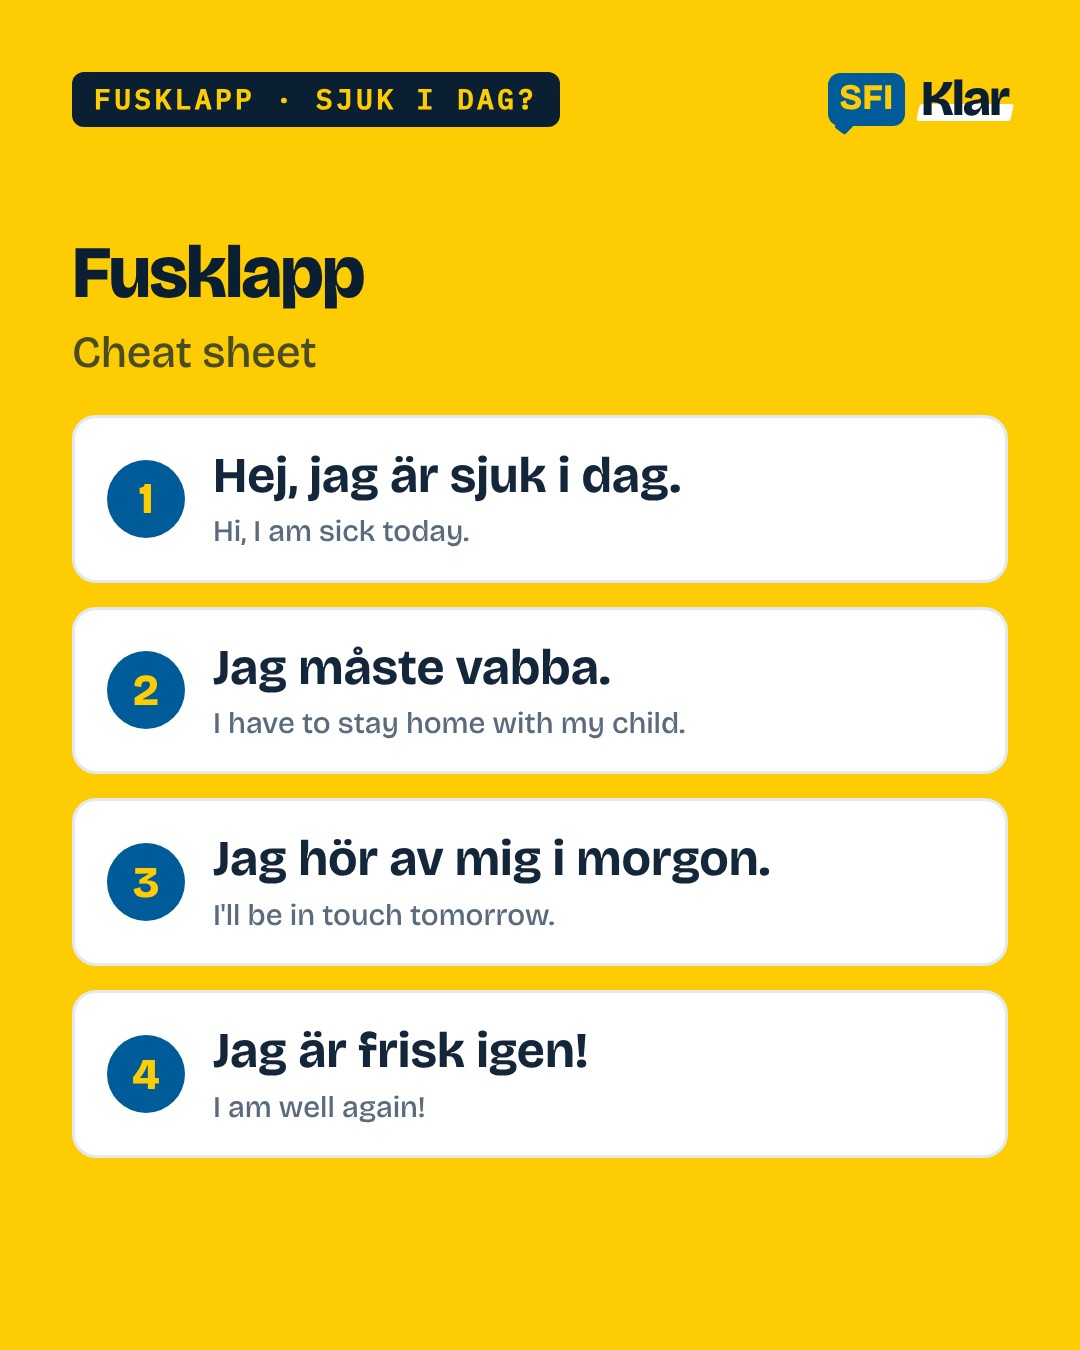 FUSKLAPP · SJUK I DAG?
SFI Klar
Fusklapp
Cheat sheet
1
Hej, jag är sjuk i dag.
Hi, I am sick today.
2
Jag måste vabba.
I have to stay home with my child.
3
Jag hör av mig i morgon.
I'll be in touch tomorrow.
4
Jag är frisk igen!
I am well again!